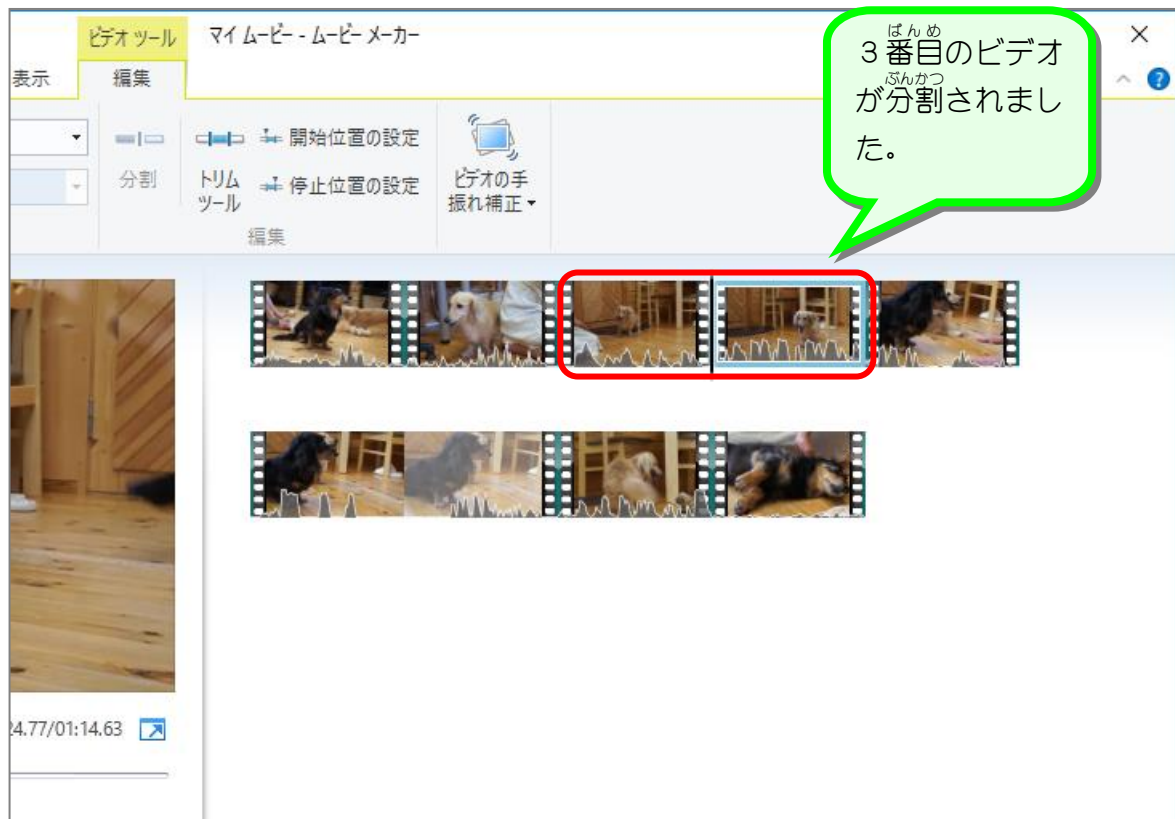 ビデオ ツール
マイ ムービー - ムービー メーカー
表示
編集
分割
トリム
ツール
開始位置の設定
停止位置の設定
ビデオの手
振れ補正
編集
ばんめ
３番目のビデオ
ぶんかつ
が分割されまし
た。
4.77/01:14.63